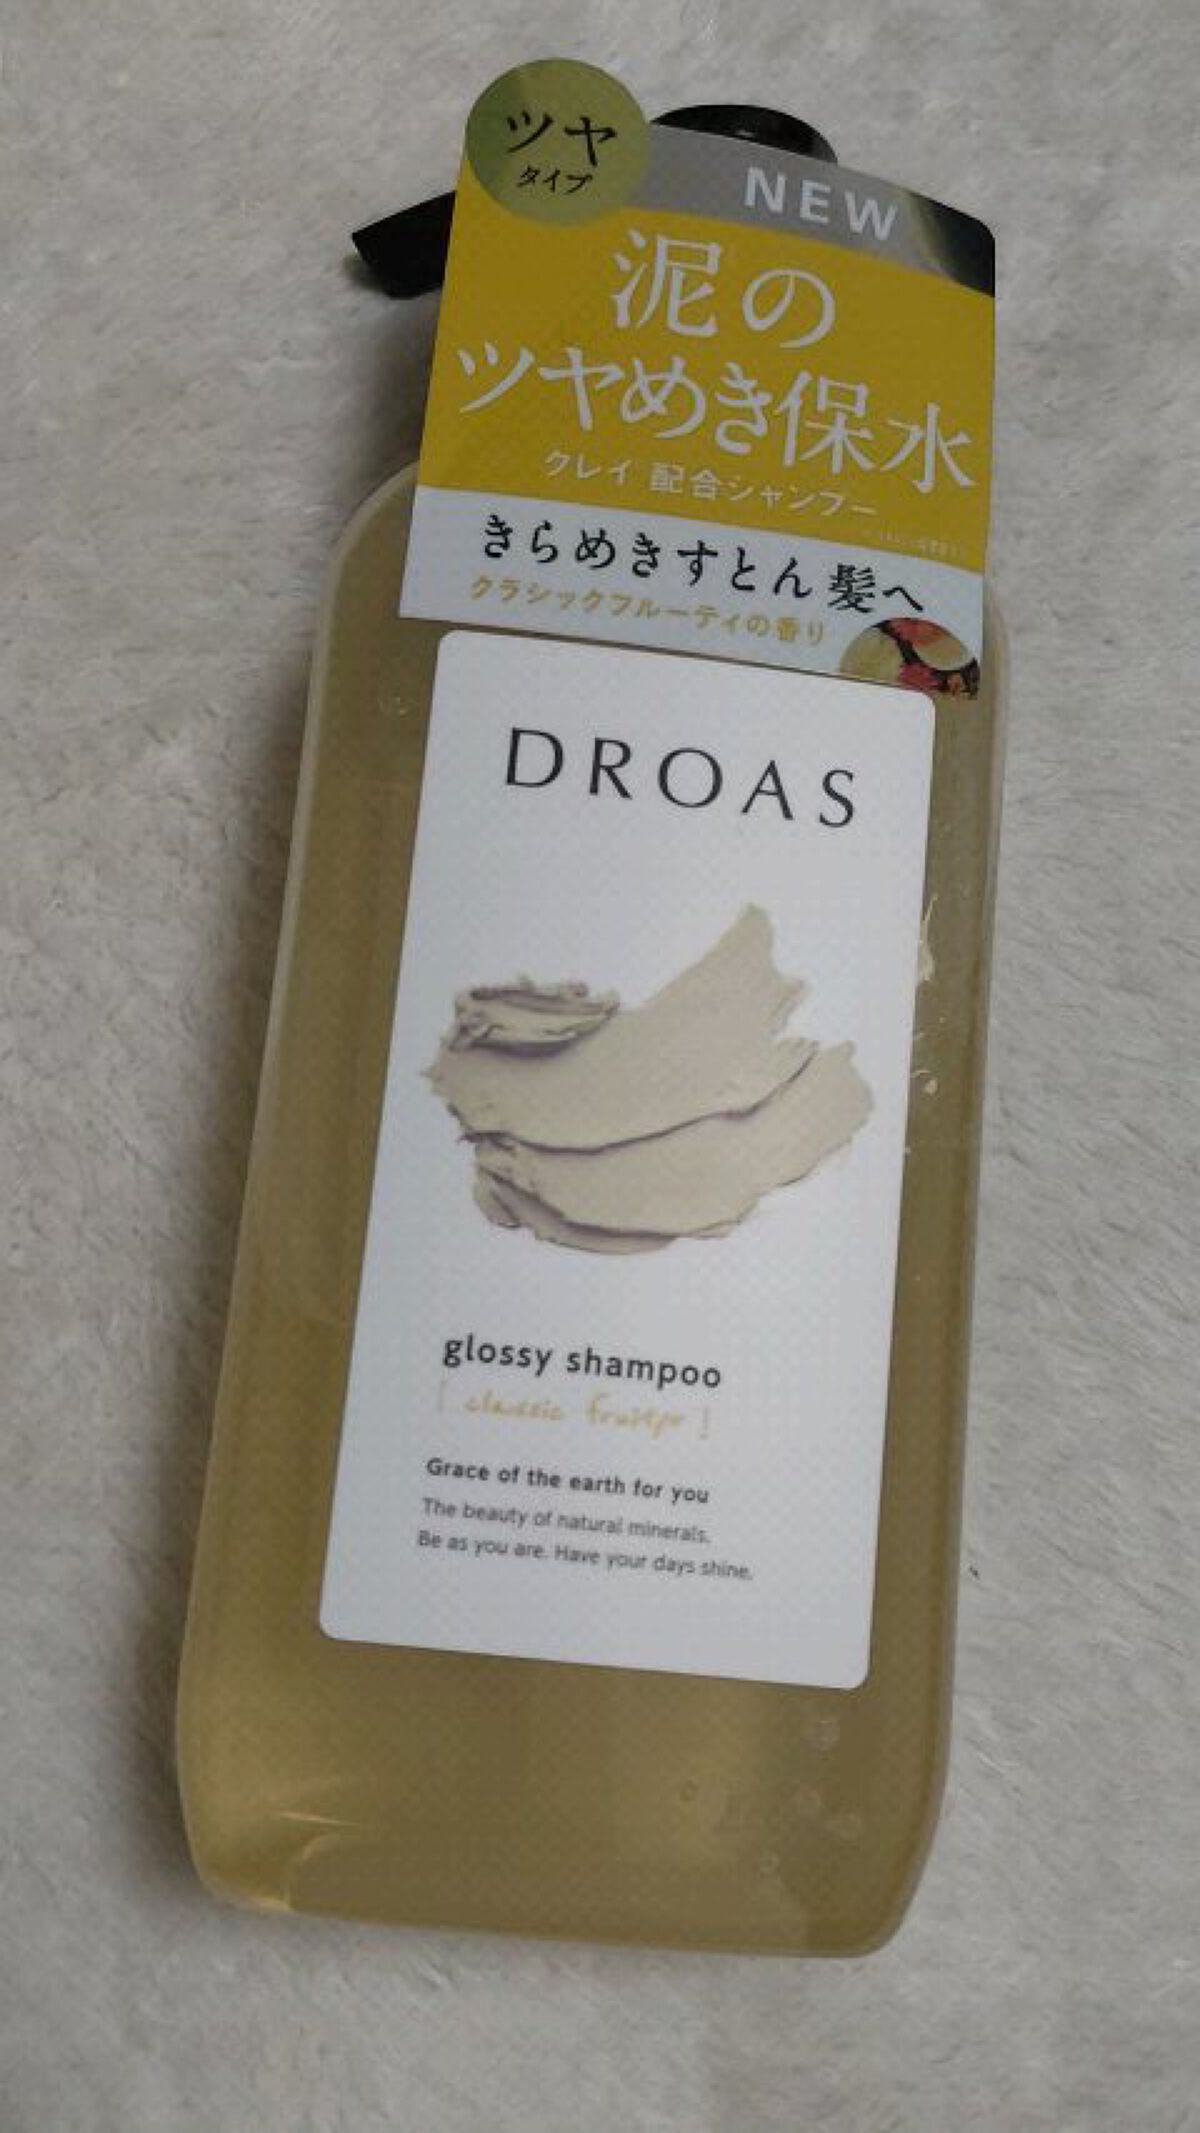 ツヤ
タイプ
NEW
泥の
ツヤめき保水
クレイ 配合シャンプー
きらめきすとん髪へ
クラシックフルーティの香り
DROAS
glossy shampoo
classic fruity
Grace of the earth for you
The beauty of natural minerals.
Be as you are. Have your days shine.